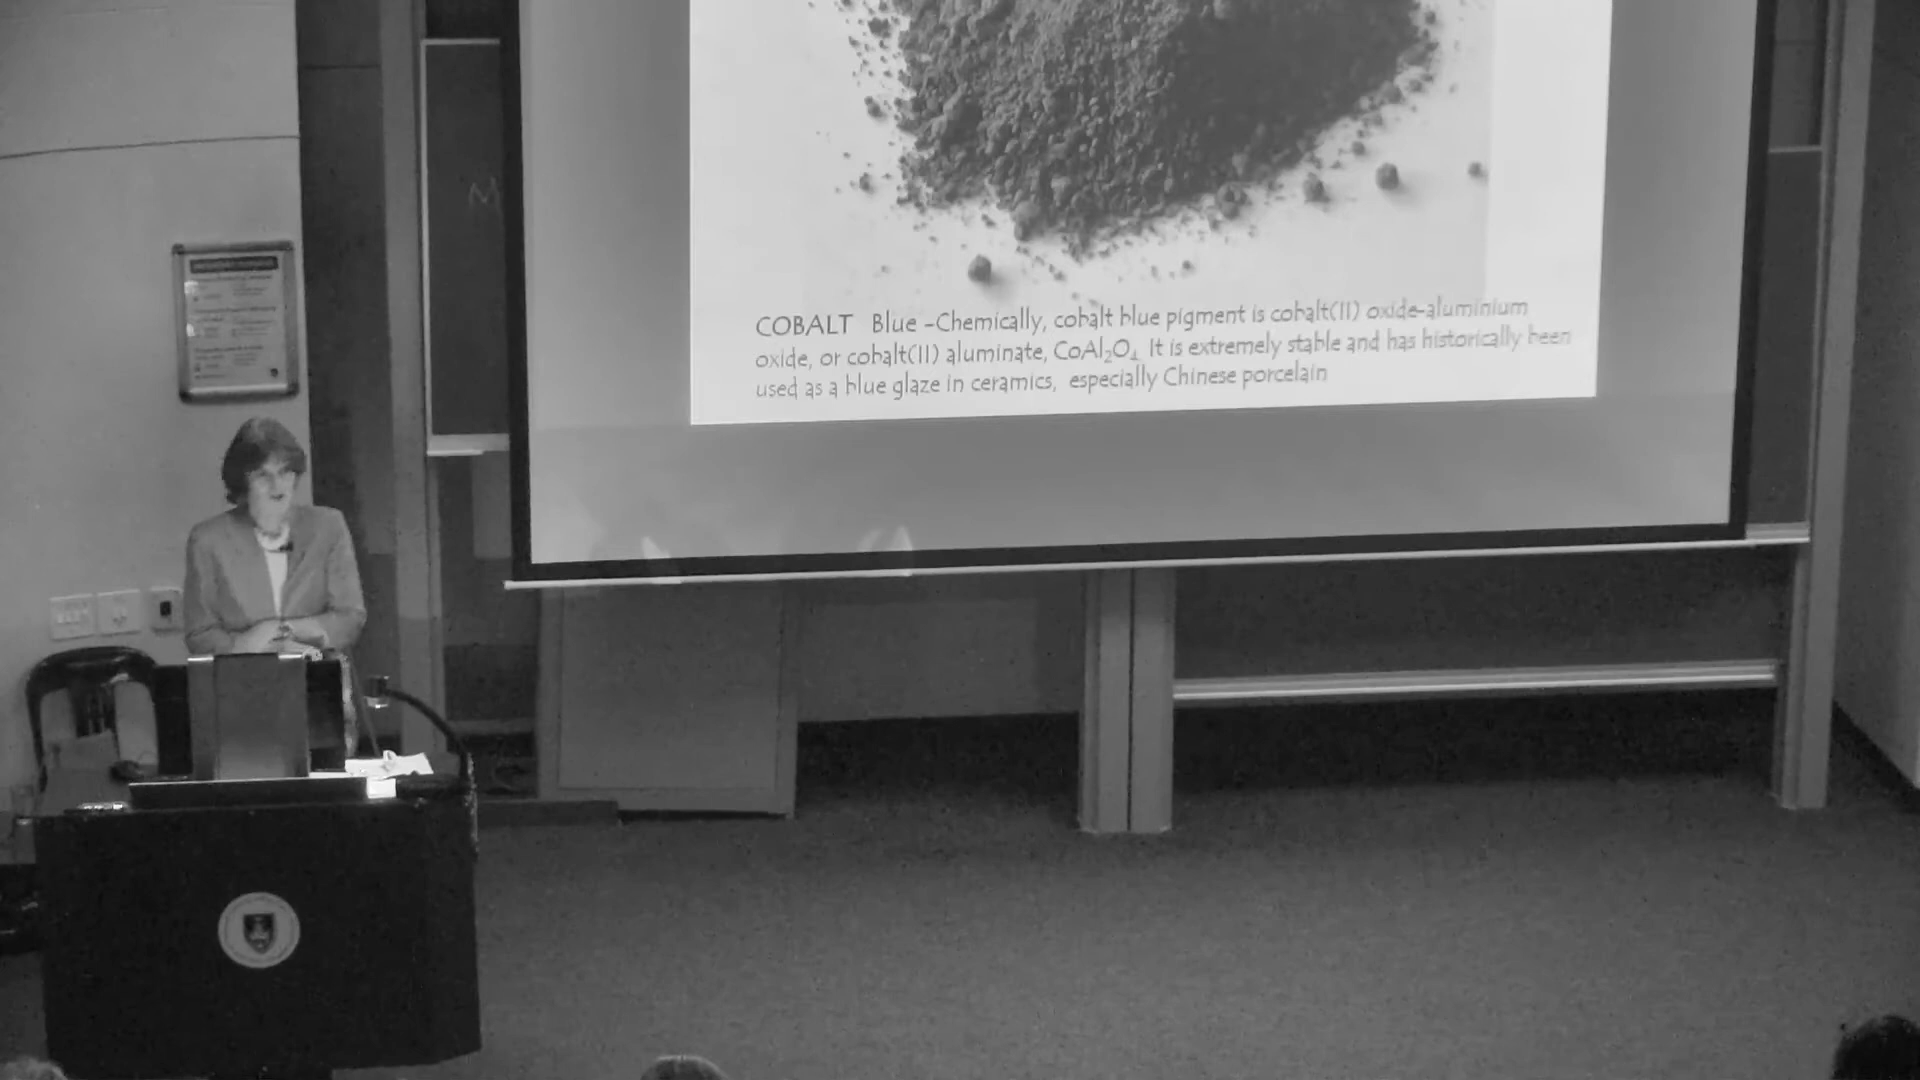 M
COBALT Blue -Chemically, cobalt blue pigment is cobalt(II) oxide-aluminium
oxide, or cobalt(II) aluminate, CoAl₂O₄ It is extremely stable and has historically been
used as a blue glaze in ceramics, especially Chinese porcelain